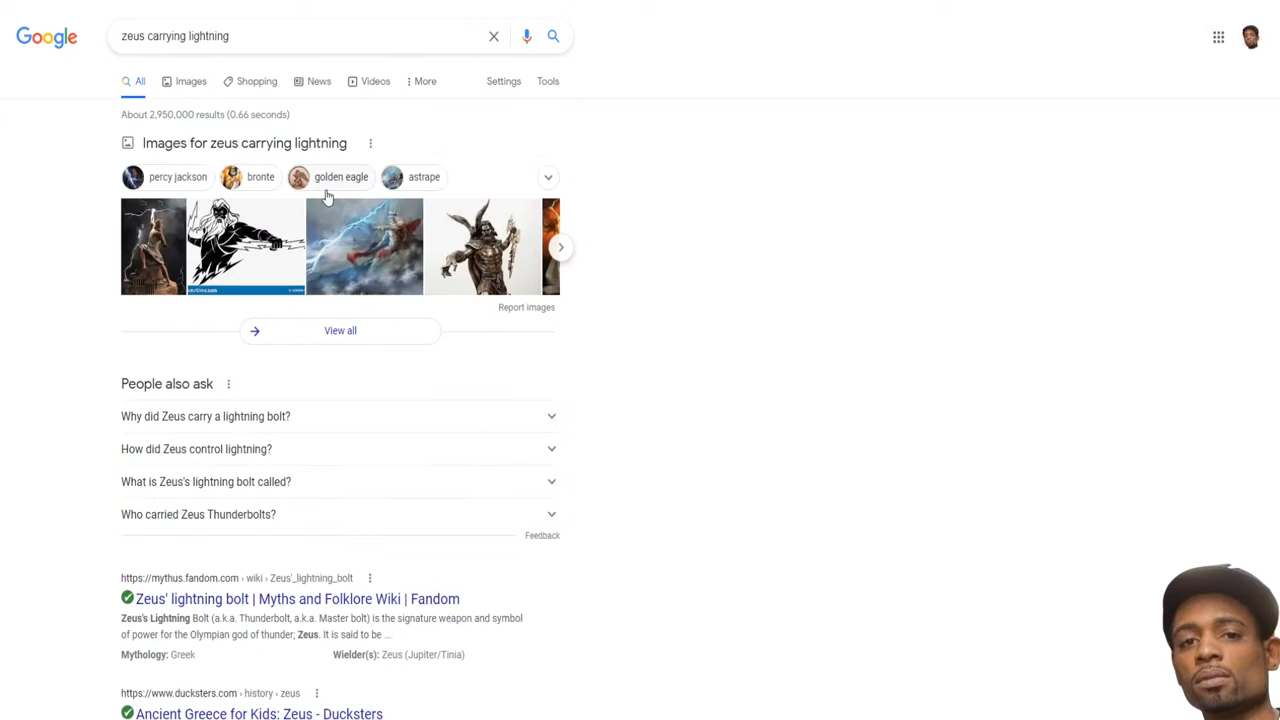 Google
zeus carrying lightning
All Images Shopping News Videos More Settings Tools
About 2,950,000 results (0.66 seconds)
Images for zeus carrying lightning
percy jackson bronte golden eagle astrape
Report images
View all
People also ask
Why did Zeus carry a lightning bolt?
How did Zeus control lightning?
What is Zeus's lightning bolt called?
Who carried Zeus Thunderbolts?
Feedback
https://mythus.fandom.com › wiki › Zeus'_lightning_bolt
Zeus' lightning bolt | Myths and Folklore Wiki | Fandom
Zeus's Lightning Bolt (a.k.a. Thunderbolt, a.k.a. Master bolt) is the signature weapon and symbol
of power for the Olympian god of thunder; Zeus. It is said to be ...
Mythology: Greek Wielder(s): Zeus (Jupiter/Tinia)
https://www.ducksters.com › history › zeus
Ancient Greece for Kids: Zeus - Ducksters